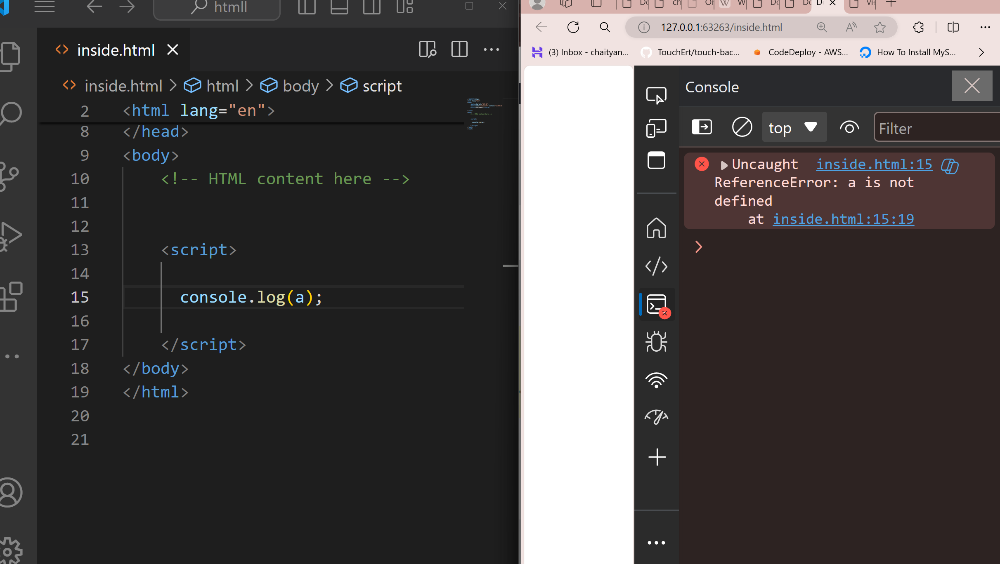 htmll
inside.html
inside.html > html > body > script
2 <html lang="en">
8 </head>
9 <body>
10 <!-- HTML content here -->
11
12
13 <script>
14
15 console.log(a);
16
17 </script>
18 </body>
19 </html>
20
21
127.0.0.1:63263/inside.html
(3) Inbox - chaityan...
TouchErt/touch-bac...
CodeDeploy - AWS...
How To Install MyS...
Console
top
Filter
Uncaught inside.html:15
ReferenceError: a is not
defined
at inside.html:15:19